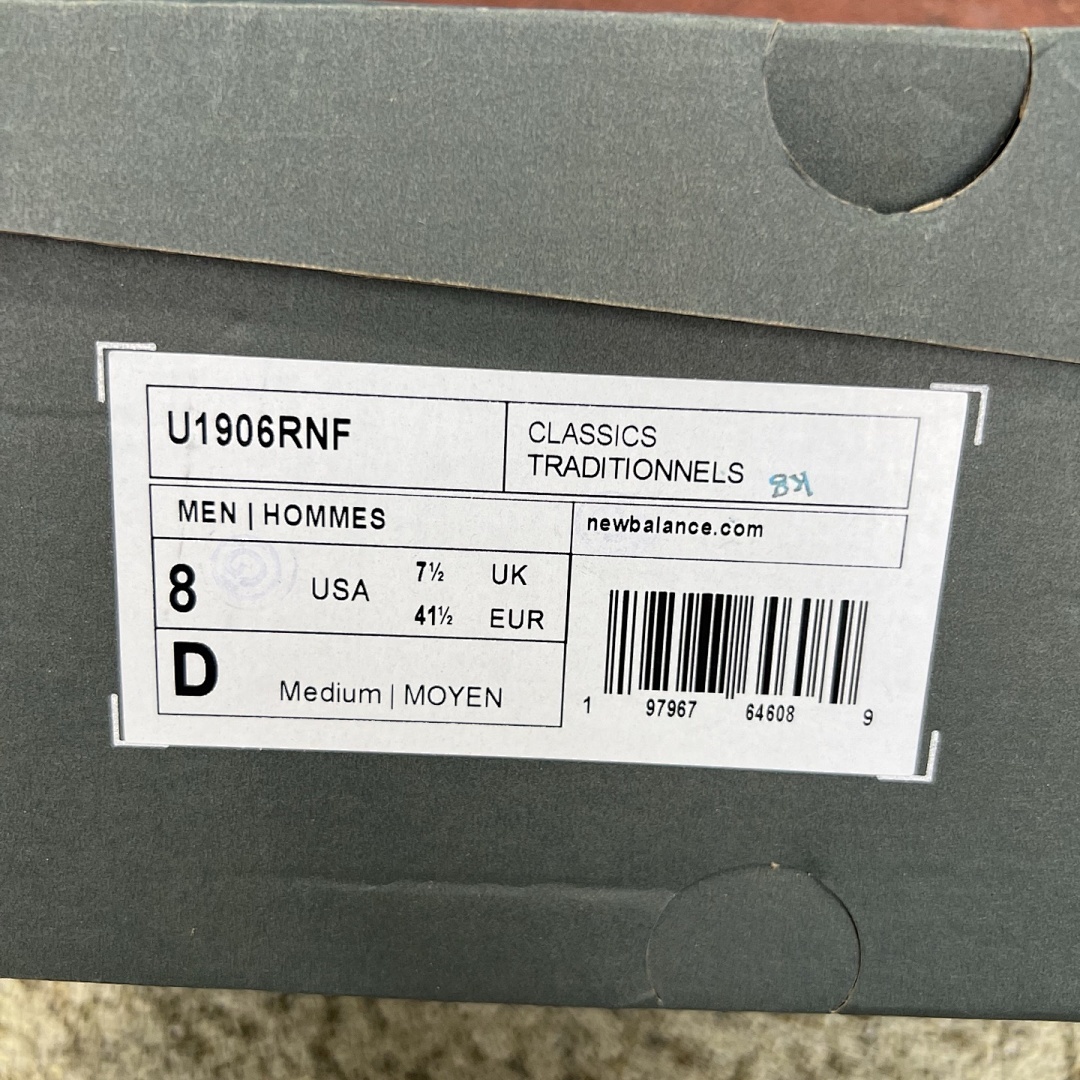 U1906RNF
CLASSICS
TRADITIONNELS
MEN | HOMMES
newbalance.com
8 USA 7½ UK
41½ EUR
D Medium | MOYEN
1 97967 64608 9